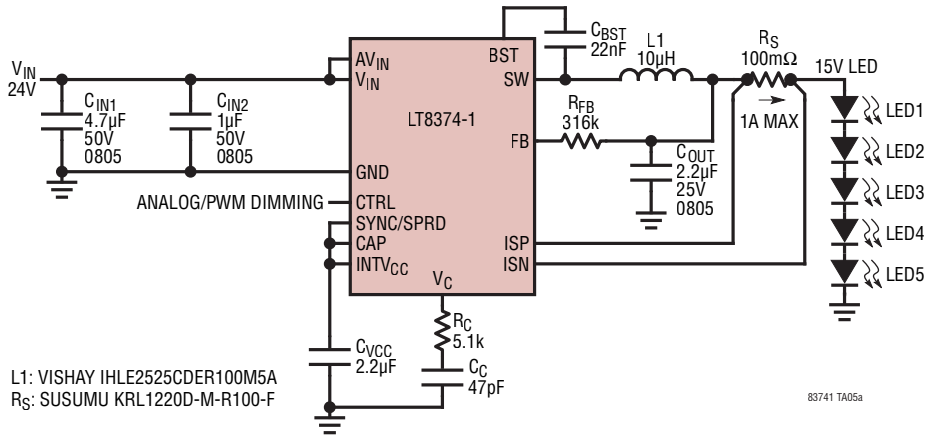 C_BST
22nF
L1
10µH
R_S
100mΩ
15V LED
V_IN
24V
AV_IN
V_IN
BST
SW
C_IN1
4.7µF
50V
0805
C_IN2
1µF
50V
0805
LT8374-1
R_FB
316k
FB
1A MAX
LED1
LED2
LED3
LED4
LED5
C_OUT
2.2µF
25V
0805
GND
ANALOG/PWM DIMMING
CTRL
SYNC/SPRD
CAP
INTV_CC
ISP
ISN
V_C
R_C
5.1k
C_VCC
2.2µF
C_C
47pF
L1: VISHAY IHLE2525CDER100M5A
R_S: SUSUMU KRL1220D-M-R100-F
83741 TA05a